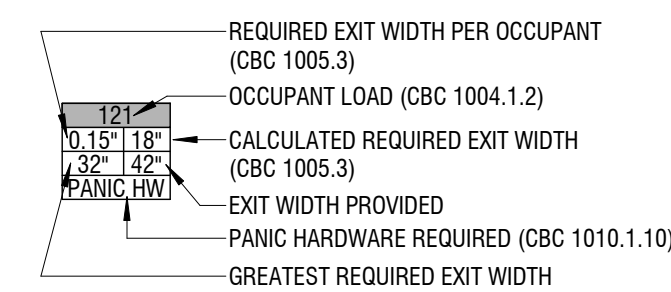 REQUIRED EXIT WIDTH PER OCCUPANT
(CBC 1005.3)
OCCUPANT LOAD (CBC 1004.1.2)
121
0.15" 18"
CALCULATED REQUIRED EXIT WIDTH
(CBC 1005.3)
32" 42"
PANIC HW
EXIT WIDTH PROVIDED
PANIC HARDWARE REQUIRED (CBC 1010.1.10)
GREATEST REQUIRED EXIT WIDTH